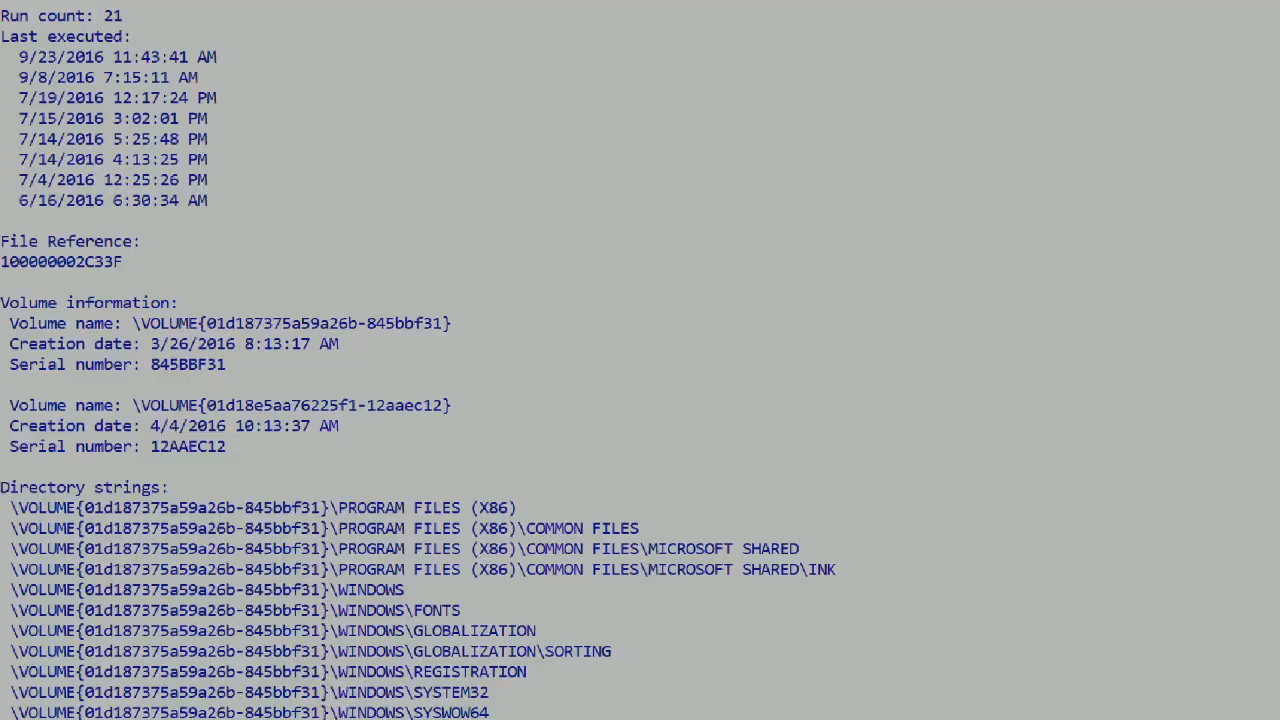 Run count: 21
Last executed:
9/23/2016 11:43:41 AM
9/8/2016 7:15:11 AM
7/19/2016 12:17:24 PM
7/15/2016 3:02:01 PM
7/14/2016 5:25:48 PM
7/14/2016 4:13:25 PM
7/4/2016 12:25:26 PM
6/16/2016 6:30:34 AM
File Reference:
100000002C33F
Volume information:
Volume name: \VOLUME{01d187375a59a26b-845bbf31}
Creation date: 3/26/2016 8:13:17 AM
Serial number: 845BBF31
Volume name: \VOLUME{01d18e5aa76225f1-12aaec12}
Creation date: 4/4/2016 10:13:37 AM
Serial number: 12AAEC12
Directory strings:
\VOLUME{01d187375a59a26b-845bbf31}\PROGRAM FILES (X86)
\VOLUME{01d187375a59a26b-845bbf31}\PROGRAM FILES (X86)\COMMON FILES
\VOLUME{01d187375a59a26b-845bbf31}\PROGRAM FILES (X86)\COMMON FILES\MICROSOFT SHARED
\VOLUME{01d187375a59a26b-845bbf31}\PROGRAM FILES (X86)\COMMON FILES\MICROSOFT SHARED\INK
\VOLUME{01d187375a59a26b-845bbf31}\WINDOWS
\VOLUME{01d187375a59a26b-845bbf31}\WINDOWS\FONTS
\VOLUME{01d187375a59a26b-845bbf31}\WINDOWS\GLOBALIZATION
\VOLUME{01d187375a59a26b-845bbf31}\WINDOWS\GLOBALIZATION\SORTING
\VOLUME{01d187375a59a26b-845bbf31}\WINDOWS\REGISTRATION
\VOLUME{01d187375a59a26b-845bbf31}\WINDOWS\SYSTEM32
\VOLUME{01d187375a59a26b-845bbf31}\WINDOWS\SYSWOW64